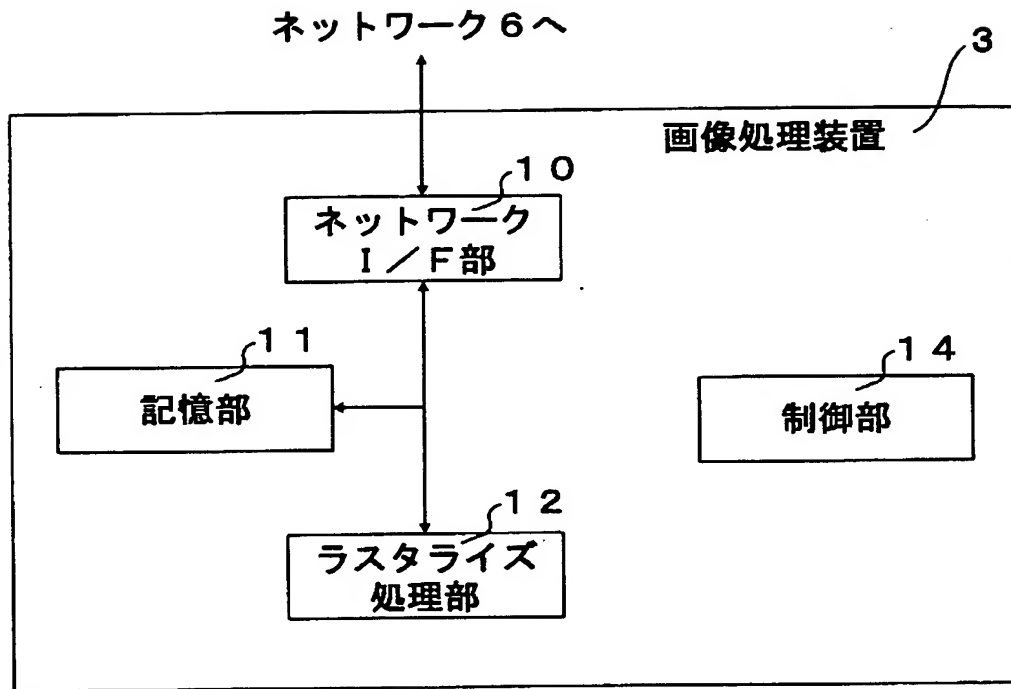 ネットワーク６へ
３
画像処理装置
１０
ネットワーク
Ｉ／Ｆ部
１１
記憶部
１４
制御部
１２
ラスタライズ
処理部